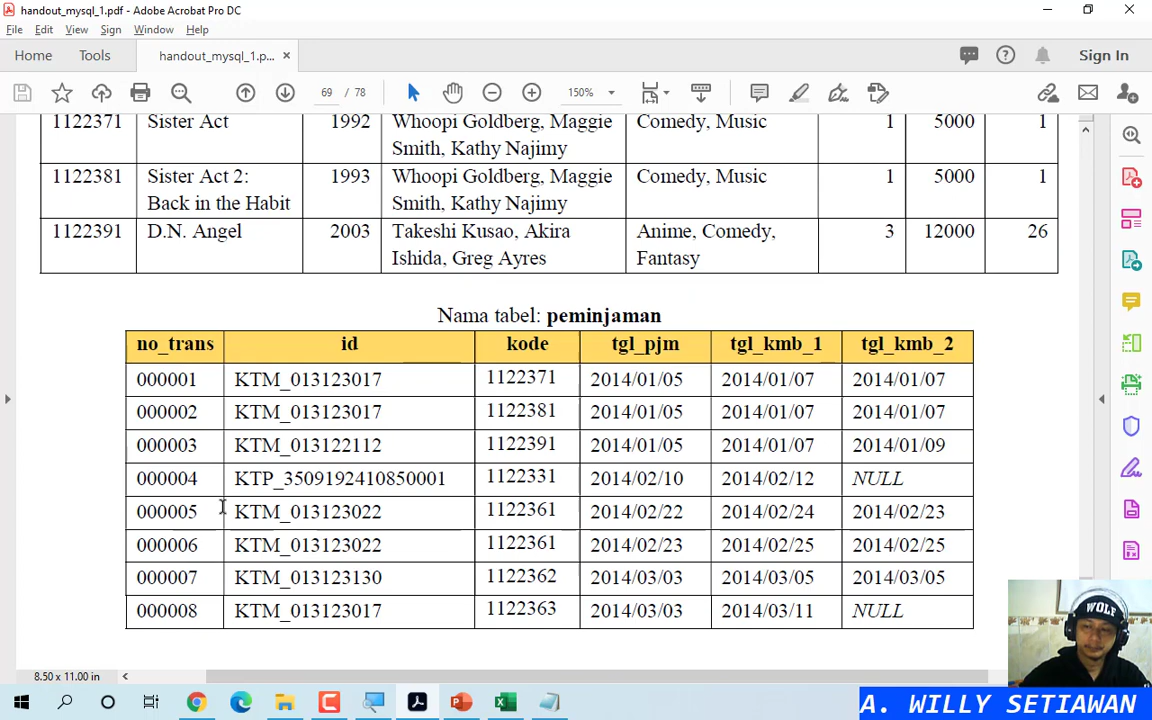 handout_mysql_1.pdf - Adobe Acrobat Pro DC
File Edit View Sign Window Help
Home Tools handout_mysql_1.p... × Sign In
69 / 78 150%
1122371 Sister Act 1992 Whoopi Goldberg, Maggie Comedy, Music 1 5000 1
Smith, Kathy Najimy
1122381 Sister Act 2: 1993 Whoopi Goldberg, Maggie Comedy, Music 1 5000 1
Back in the Habit Smith, Kathy Najimy
1122391 D.N. Angel 2003 Takeshi Kusao, Akira Anime, Comedy, 3 12000 26
Ishida, Greg Ayres Fantasy
Nama tabel: peminjaman
no_trans id kode tgl_pjm tgl_kmb_1 tgl_kmb_2
000001 KTM_013123017 1122371 2014/01/05 2014/01/07 2014/01/07
000002 KTM_013123017 1122381 2014/01/05 2014/01/07 2014/01/07
000003 KTM_013122112 1122391 2014/01/05 2014/01/07 2014/01/09
000004 KTP_3509192410850001 1122331 2014/02/10 2014/02/12 NULL
000005 KTM_013123022 1122361 2014/02/22 2014/02/24 2014/02/23
000006 KTM_013123022 1122361 2014/02/23 2014/02/25 2014/02/25
000007 KTM_013123130 1122362 2014/03/03 2014/03/05 2014/03/05
000008 KTM_013123017 1122363 2014/03/03 2014/03/11 NULL
WOLF
8.50 x 11.00 in
A. WILLY SETIAWAN